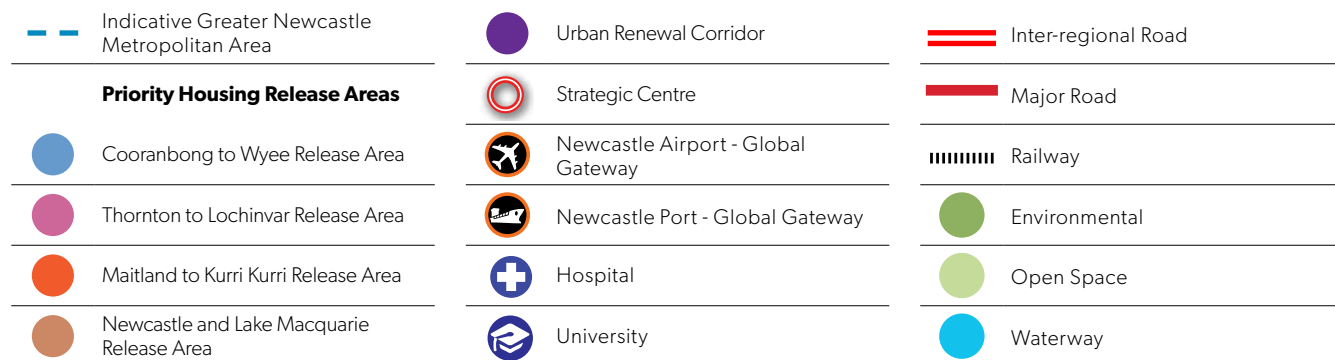 Indicative Greater Newcastle
Metropolitan Area
Priority Housing Release Areas
Cooranbong to Wyee Release Area
Thornton to Lochinvar Release Area
Maitland to Kurri Kurri Release Area
Newcastle and Lake Macquarie
Release Area
Urban Renewal Corridor
Strategic Centre
Newcastle Airport - Global
Gateway
Newcastle Port - Global Gateway
Hospital
University
Inter-regional Road
Major Road
Railway
Environmental
Open Space
Waterway